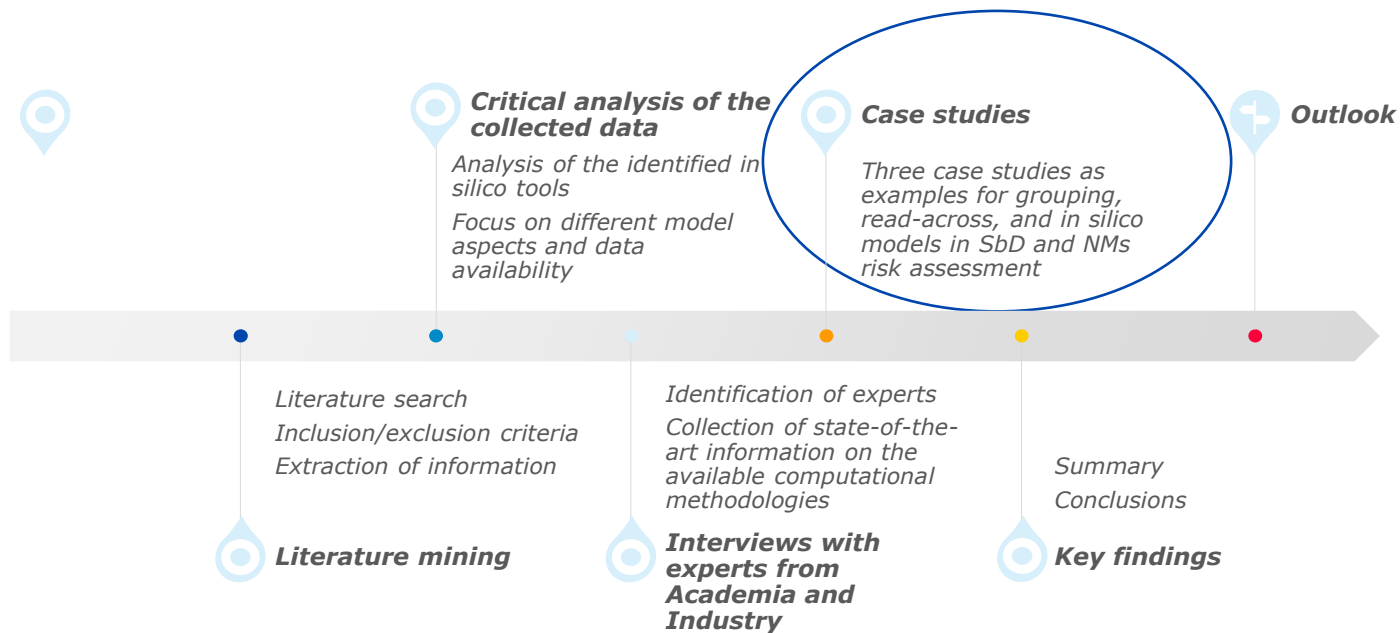 Critical analysis of the
collected data
Analysis of the identified in
silico tools
Focus on different model
aspects and data
availability
Case studies
Three case studies as
examples for grouping,
read-across, and in silico
models in SbD and NMs
risk assessment
Outlook
Literature search
Inclusion/exclusion criteria
Extraction of information
Literature mining
Identification of experts
Collection of state-of-the-
art information on the
available computational
methodologies
Interviews with
experts from
Academia and
Industry
Summary
Conclusions
Key findings